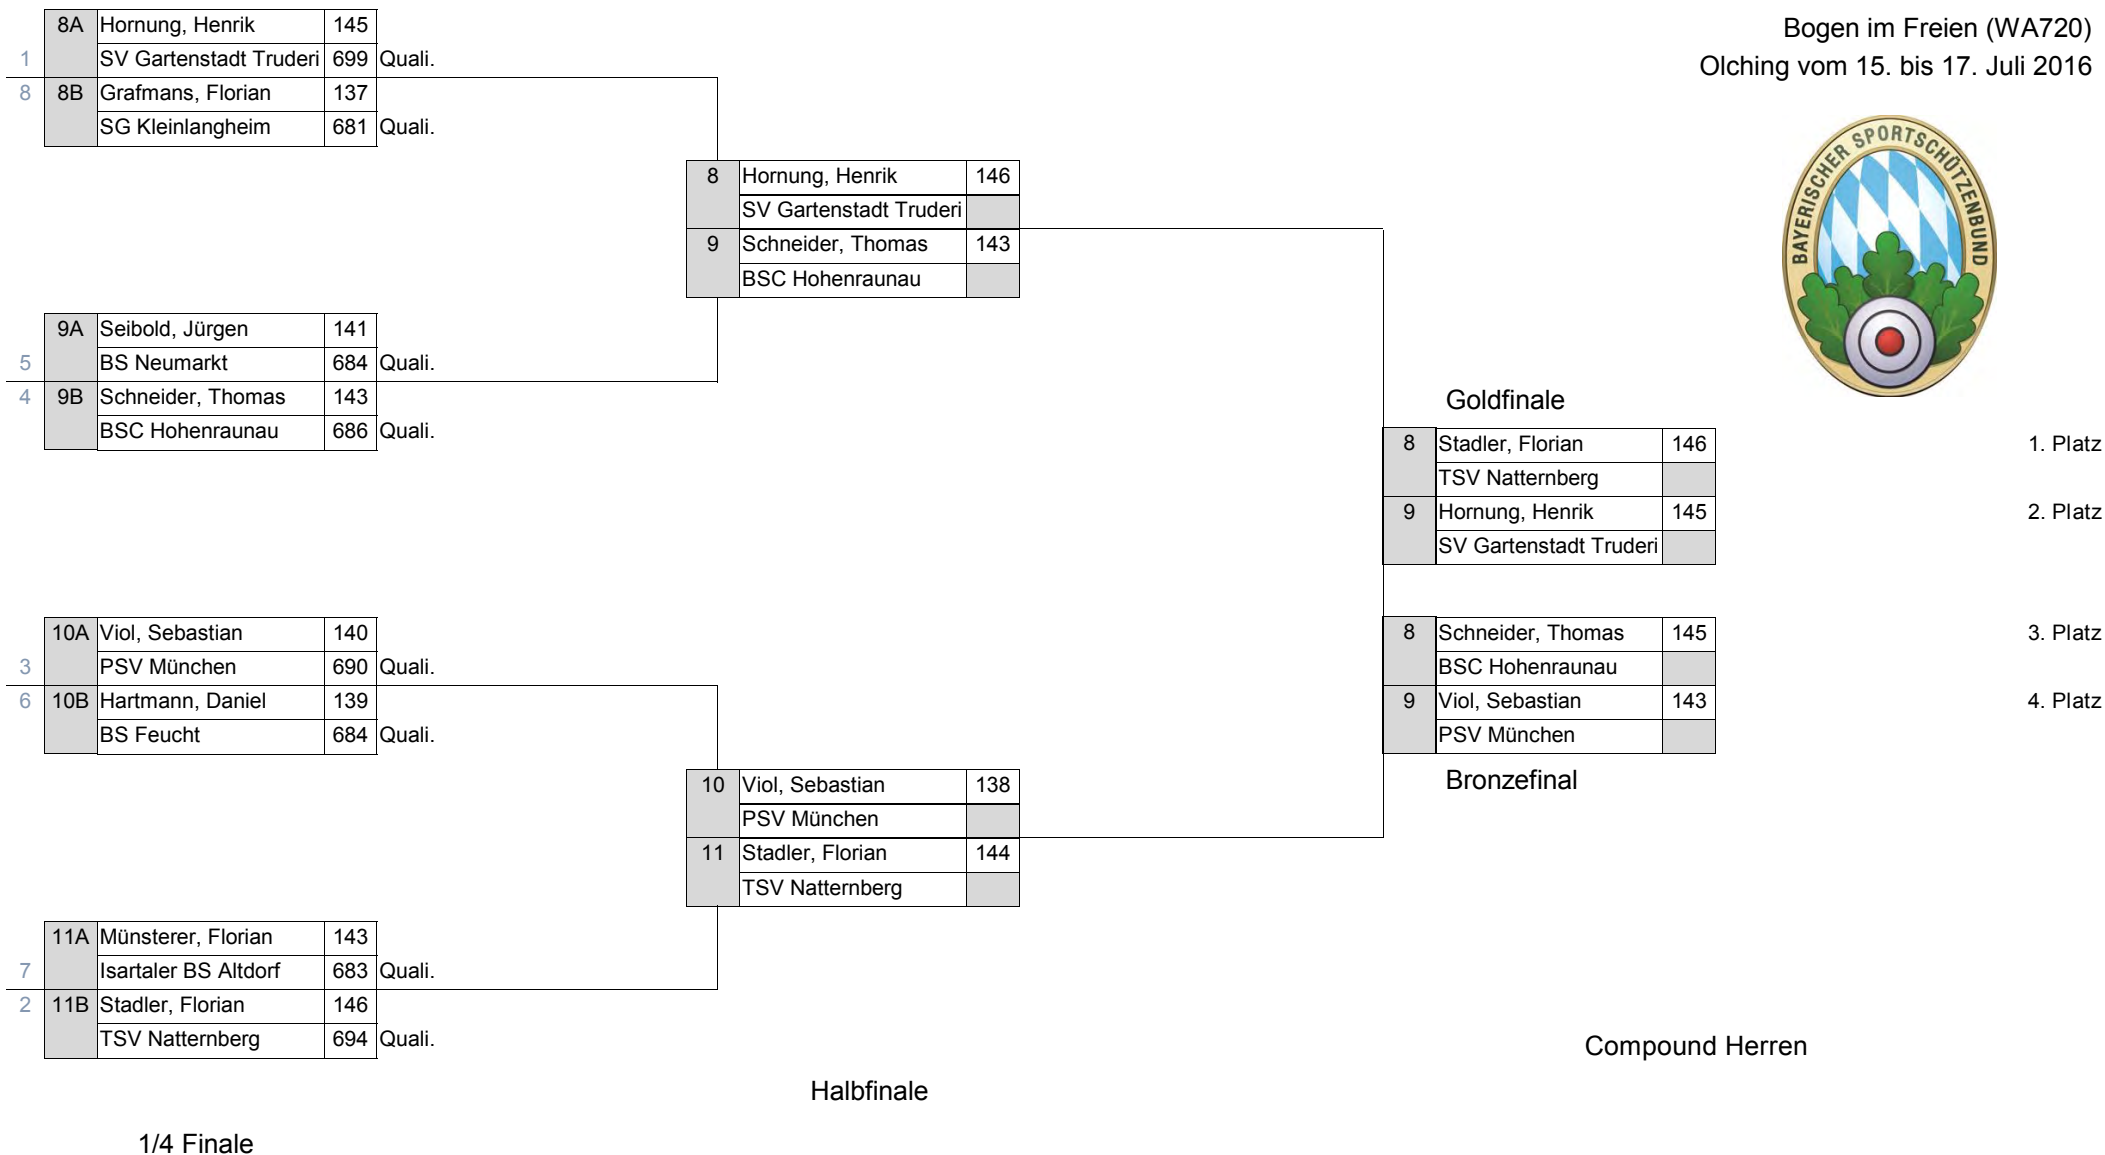 Bogen im Freien (WA720)
Olching vom 15. bis 17. Juli 2016
BAYERISCHER SPORTSCHÜTZENBUND
8A Hornung, Henrik 145
1 SV Gartenstadt Truderi 699 Quali.
8 8B Grafmans, Florian 137
SG Kleinlangheim 681 Quali.
9A Seibold, Jürgen 141
5 BS Neumarkt 684 Quali.
4 9B Schneider, Thomas 143
BSC Hohenraunau 686 Quali.
10A Viol, Sebastian 140
3 PSV München 690 Quali.
6 10B Hartmann, Daniel 139
BS Feucht 684 Quali.
11A Münsterer, Florian 143
7 Isartaler BS Altdorf 683 Quali.
2 11B Stadler, Florian 146
TSV Natternberg 694 Quali.
1/4 Finale
8 Hornung, Henrik 146
SV Gartenstadt Truderi
9 Schneider, Thomas 143
BSC Hohenraunau
10 Viol, Sebastian 138
PSV München
11 Stadler, Florian 144
TSV Natternberg
Halbfinale
Goldfinale
8 Stadler, Florian 146 1. Platz
TSV Natternberg
9 Hornung, Henrik 145 2. Platz
SV Gartenstadt Truderi
8 Schneider, Thomas 145 3. Platz
BSC Hohenraunau
9 Viol, Sebastian 143 4. Platz
PSV München
Bronzefinal
Compound Herren